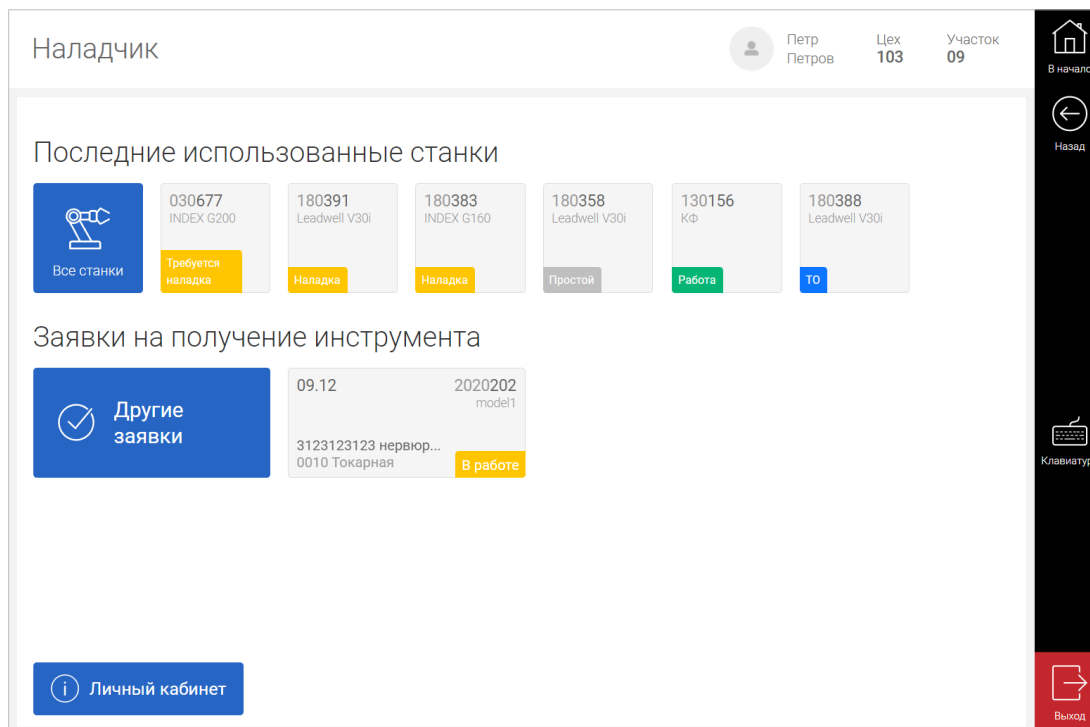 Наладчик
Петр
Петров
Цех
103
Участок
09
В начало
Назад
Последние использованные станки
Все станки
030677
INDEX G200
Требуется
наладка
180391
Leadwell V30i
Наладка
180383
INDEX G160
Наладка
180358
Leadwell V30i
Простой
130156
КФ
Работа
180388
Leadwell V30i
ТО
Заявки на получение инструмента
Другие
заявки
09.12
2020202
model1
3123123123 нервюр...
0010 Токарная
В работе
Клавиатур
Личный кабинет
Выход